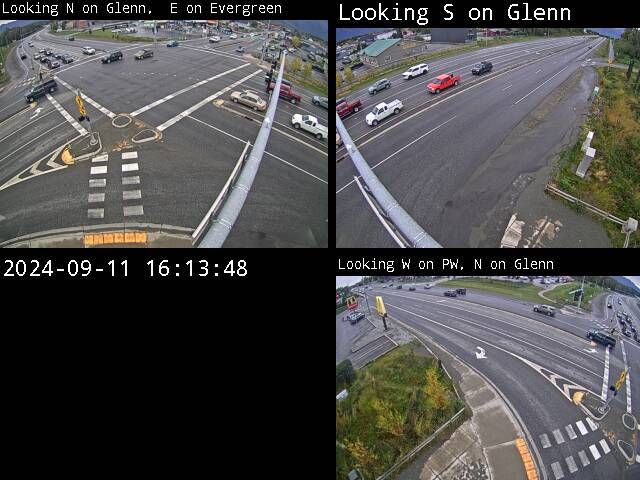 Looking N on Glenn, E on Evergreen
Looking S on Glenn
2024-09-11 16:13:48
Looking W on PW, N on Glenn